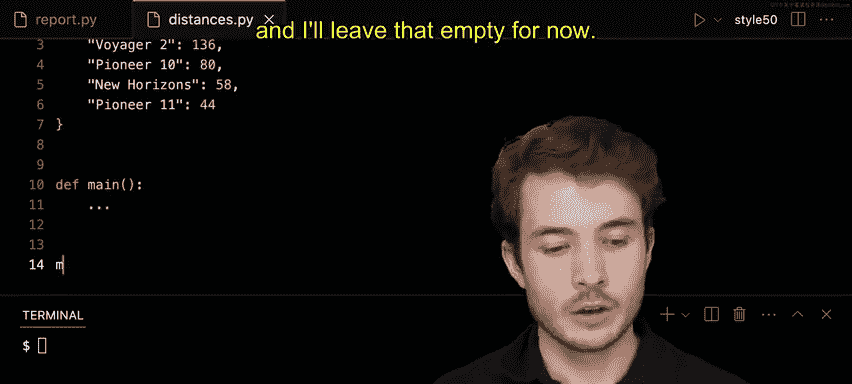 report.py
distances.py
style50
and I'll leave that empty for now.
3 "Voyager 2": 136,
4 "Pioneer 10": 80,
5 "New Horizons": 58,
6 "Pioneer 11": 44
7 }
8
9
10 def main():
11 ...
12
13
14 m
TERMINAL
$